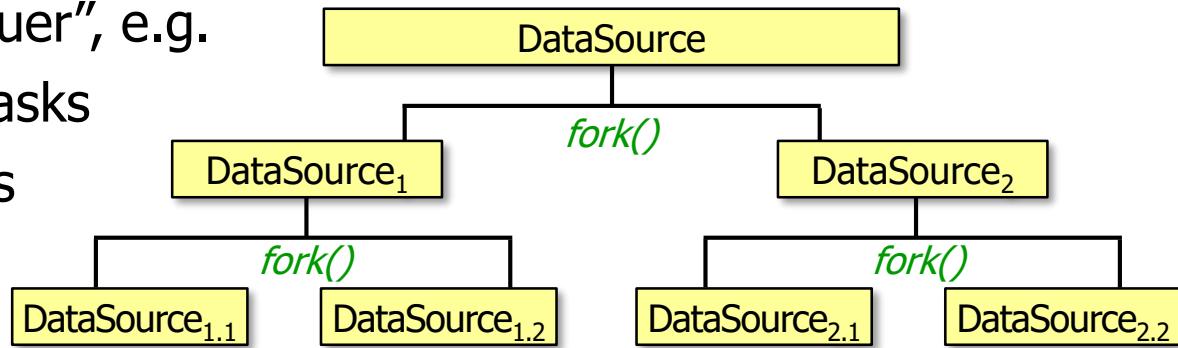 uer”, e.g.
asks
s
DataSource
fork()
DataSource₁
DataSource₂
fork()
fork()
DataSource₁.₁
DataSource₁.₂
DataSource₂.₁
DataSource₂.₂